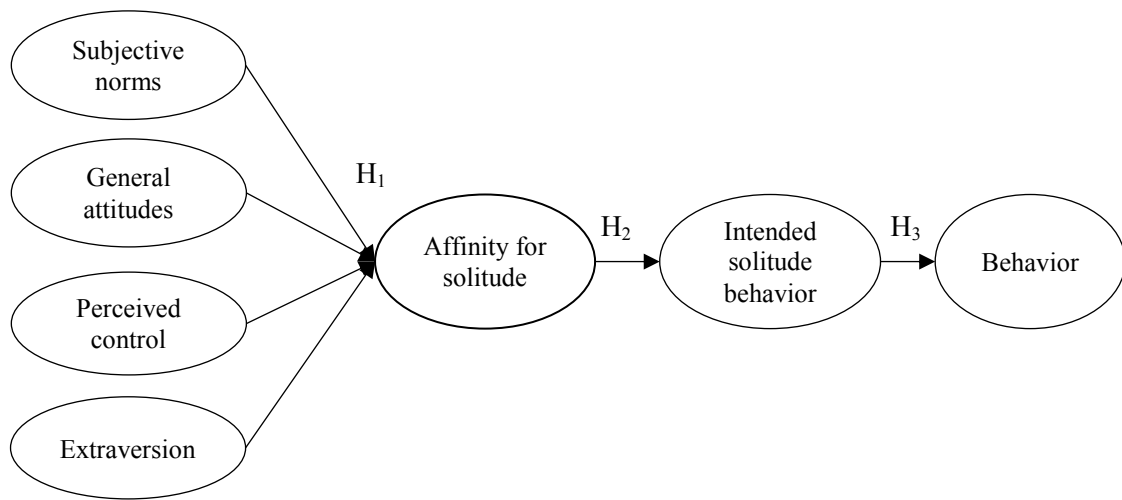 Subjective
norms
General
attitudes
Perceived
control
Extraversion
H₁
Affinity for
solitude
H₂
Intended
solitude
behavior
H₃
Behavior